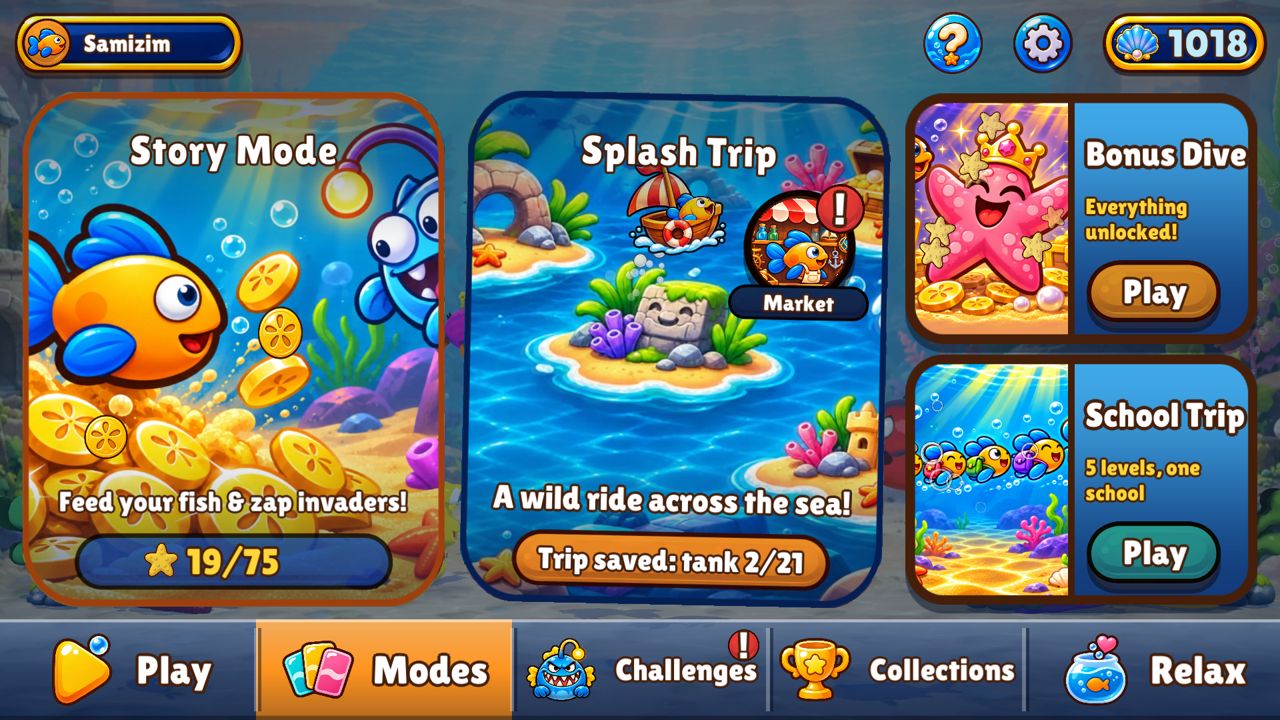 Samizim
1018
Story Mode
Feed your fish & zap invaders!
19/75
Splash Trip
!
Market
A wild ride across the sea!
Trip saved: tank 2/21
Bonus Dive
Everything
unlocked!
Play
School Trip
5 levels, one
school
Play
Play
Modes
Challenges
!
Collections
Relax